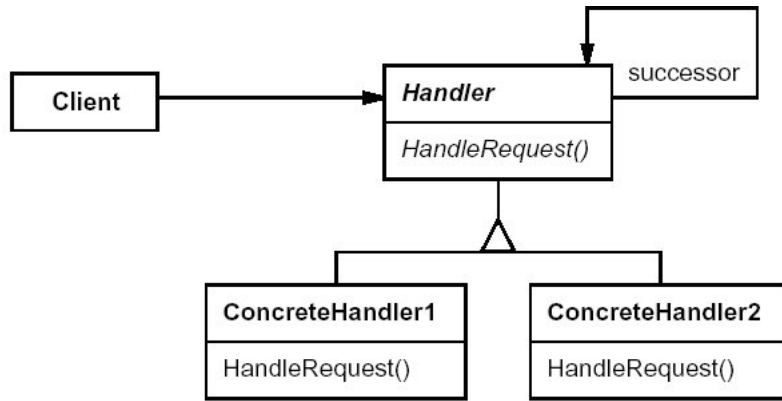 successor
Client
Handler
HandleRequest()
ConcreteHandler1
ConcreteHandler2
HandleRequest()
HandleRequest()